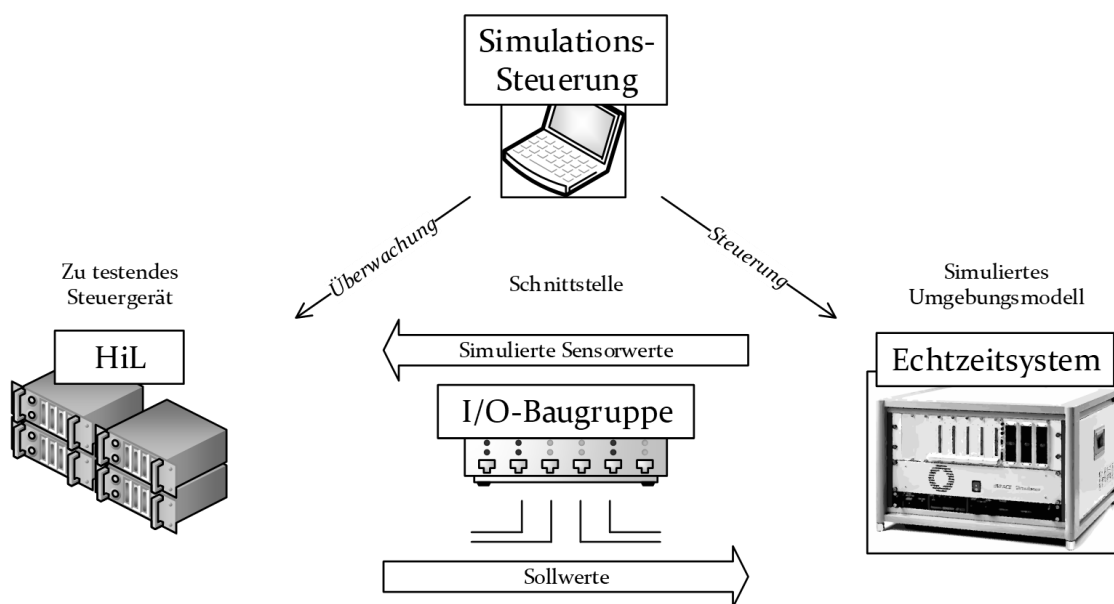 Simulations-
Steuerung
Überwachung
Steuerung
Zu testendes
Steuergerät
Schnittstelle
Simuliertes
Umgebungsmodell
HiL
Simulierte Sensorwerte
Echtzeitsystem
I/O-Baugruppe
Sollwerte